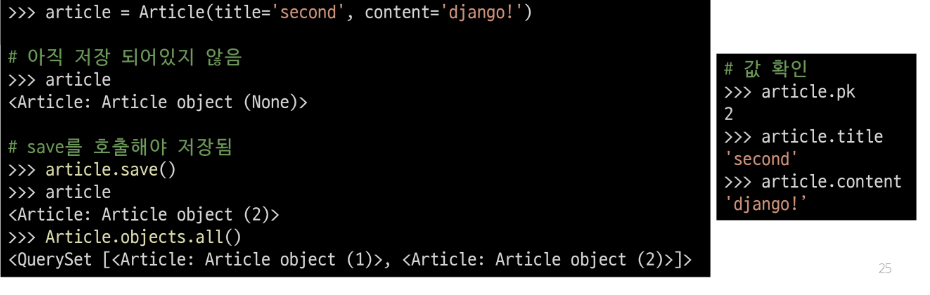 >>> article = Article(title='second', content='django!')
# 아직 저장 되어있지 않음
>>> article
<Article: Article object (None)>
# save를 호출해야 저장됨
>>> article.save()
>>> article
<Article: Article object (2)>
>>> Article.objects.all()
<QuerySet [<Article: Article object (1)>, <Article: Article object (2)>]>
# 값 확인
>>> article.pk
2
>>> article.title
'second'
>>> article.content
'django!’
25